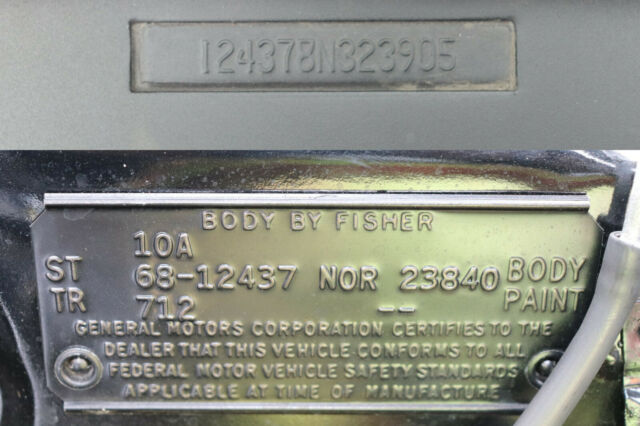 124378N323905
BODY BY FISHER
10A
ST 68-12437 NOR 23840 BODY
TR 712 -- PAINT
GENERAL MOTORS CORPORATION CERTIFIES TO THE
DEALER THAT THIS VEHICLE CONFORMS TO ALL
FEDERAL MOTOR VEHICLE SAFETY STANDARDS
APPLICABLE AT TIME OF MANUFACTURE